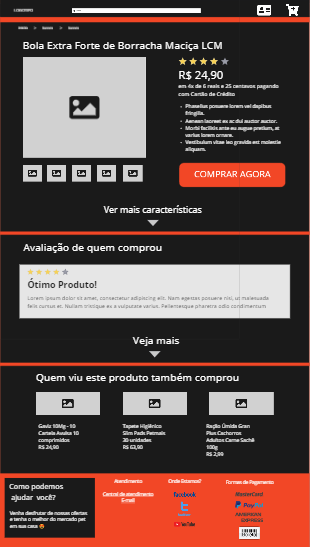 Bola Extra Forte de Borracha Maciça LCM
R$ 24,90
em 4x de 6 reais e 25 centavos pagando
com Cartão de Crédito
Phasellus posuere lorem vel dapibus
fringilla.
Aenean laoreet ex ac dui auctor auctor.
Morbi facilisis ante eu augue pretium, at
varius lorem ornare.
Vestibulum vitae leo gravida est molestie
aliquam.
COMPRAR AGORA
Ver mais características
Avaliação de quem comprou
Ótimo Produto!
Lorem ipsum dolor sit amet, consectetur adipiscing elit. Nam egestas posuere nisl, ut malesuada
felis cursus et. Nullam tristique ex a vulputate varius. Pellentesque pharetra odio condimentum
Veja mais
Quem viu este produto também comprou
Gaviz 10Mg - 10
Cartela Avulsa 10
comprimidos
R$ 24,90
Tapete Higiênico
Slim Pads Petmais
30 unidades
R$ 63,90
Ração Úmida Gran
Plus Cachorros
Adultos Carne Sachê
100g
R$ 2,99
Como podemos
ajudar você?
Venha desfrutar de nossas ofertas
e tenha o melhor do mercado pet
em sua casa
Atendimento
Central de atendimento
E-mail
Onde Estamos?
facebook
YouTube
Formas de Pagamento:
MasterCard
PayPal
AMERICAN
EXPRESS